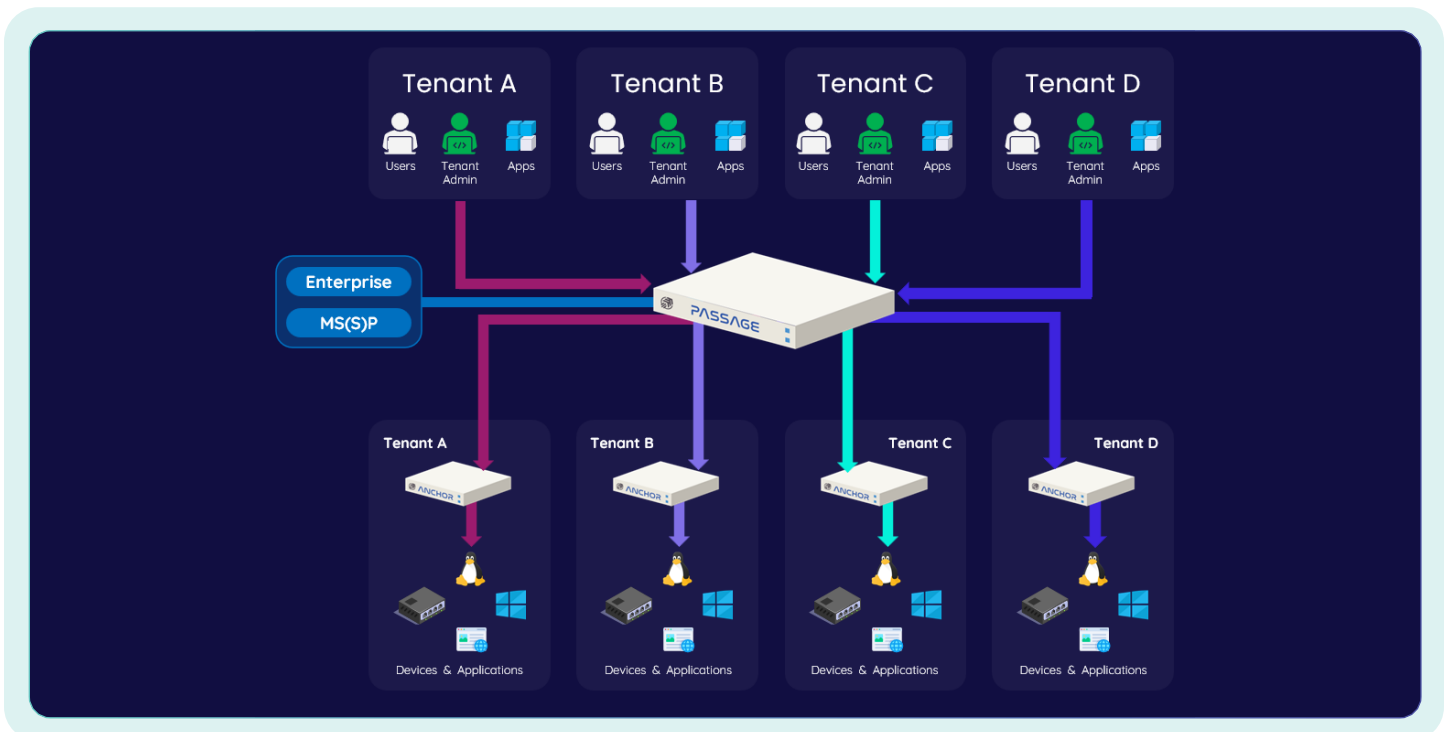 Tenant A
Tenant B
Tenant C
Tenant D
Users
Tenant
Admin
Apps
Users
Tenant
Admin
Apps
Users
Tenant
Admin
Apps
Users
Tenant
Admin
Apps
Enterprise
MS(S)P
PASSAGE
Tenant A
Tenant B
Tenant C
Tenant D
ANCHOR
ANCHOR
ANCHOR
ANCHOR
Devices & Applications
Devices & Applications
Devices & Applications
Devices & Applications